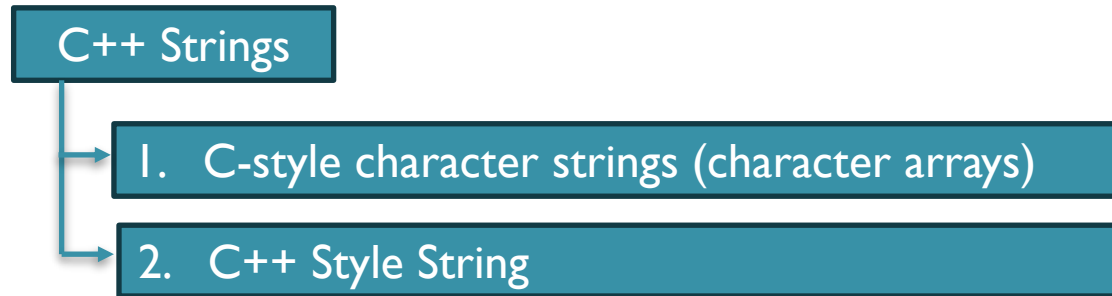 C++ Strings
1. C-style character strings (character arrays)
2. C++ Style String